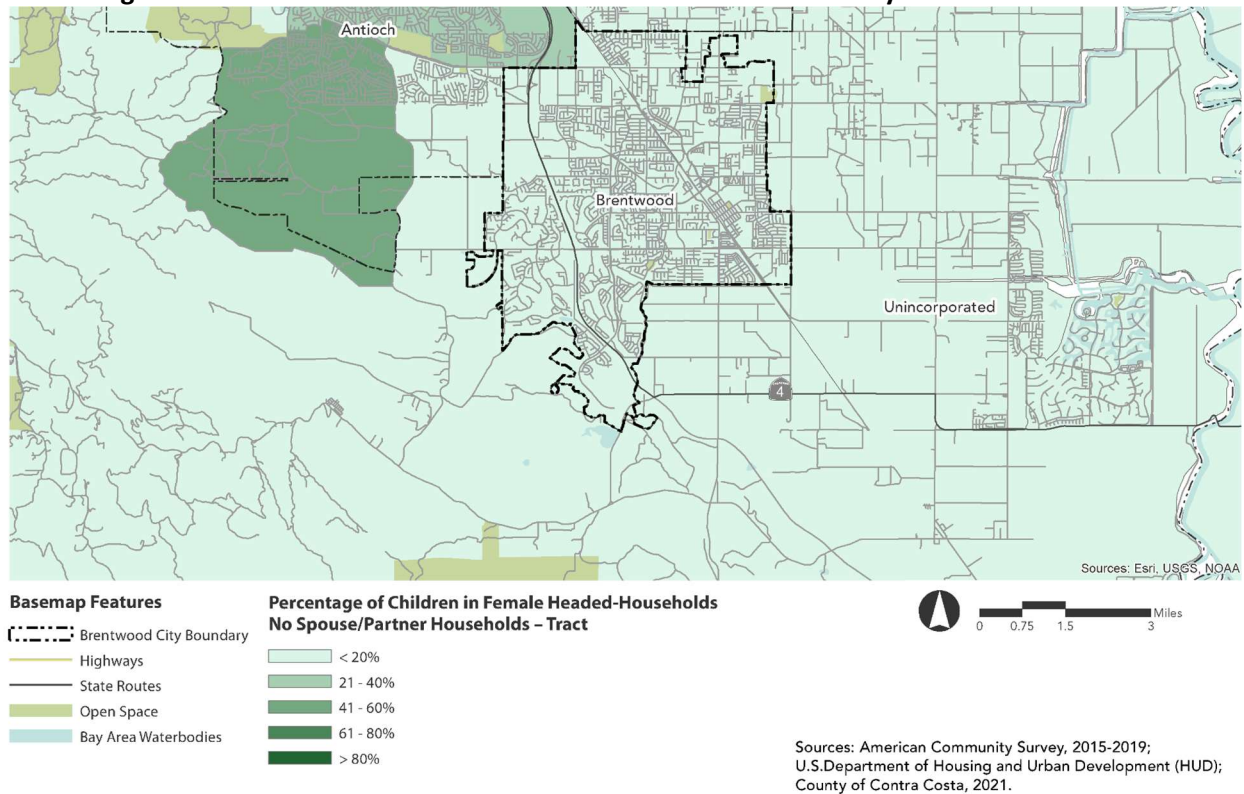 Antioch
Brentwood
Unincorporated
4
Sources: Esri, USGS, NOAA
Basemap Features
Brentwood City Boundary
Highways
State Routes
Open Space
Bay Area Waterbodies
Percentage of Children in Female Headed-Households
No Spouse/Partner Households – Tract
< 20%
21 - 40%
41 - 60%
61 - 80%
> 80%
Miles
0 0.75 1.5 3
Sources: American Community Survey, 2015-2019;
U.S.Department of Housing and Urban Development (HUD);
County of Contra Costa, 2021.